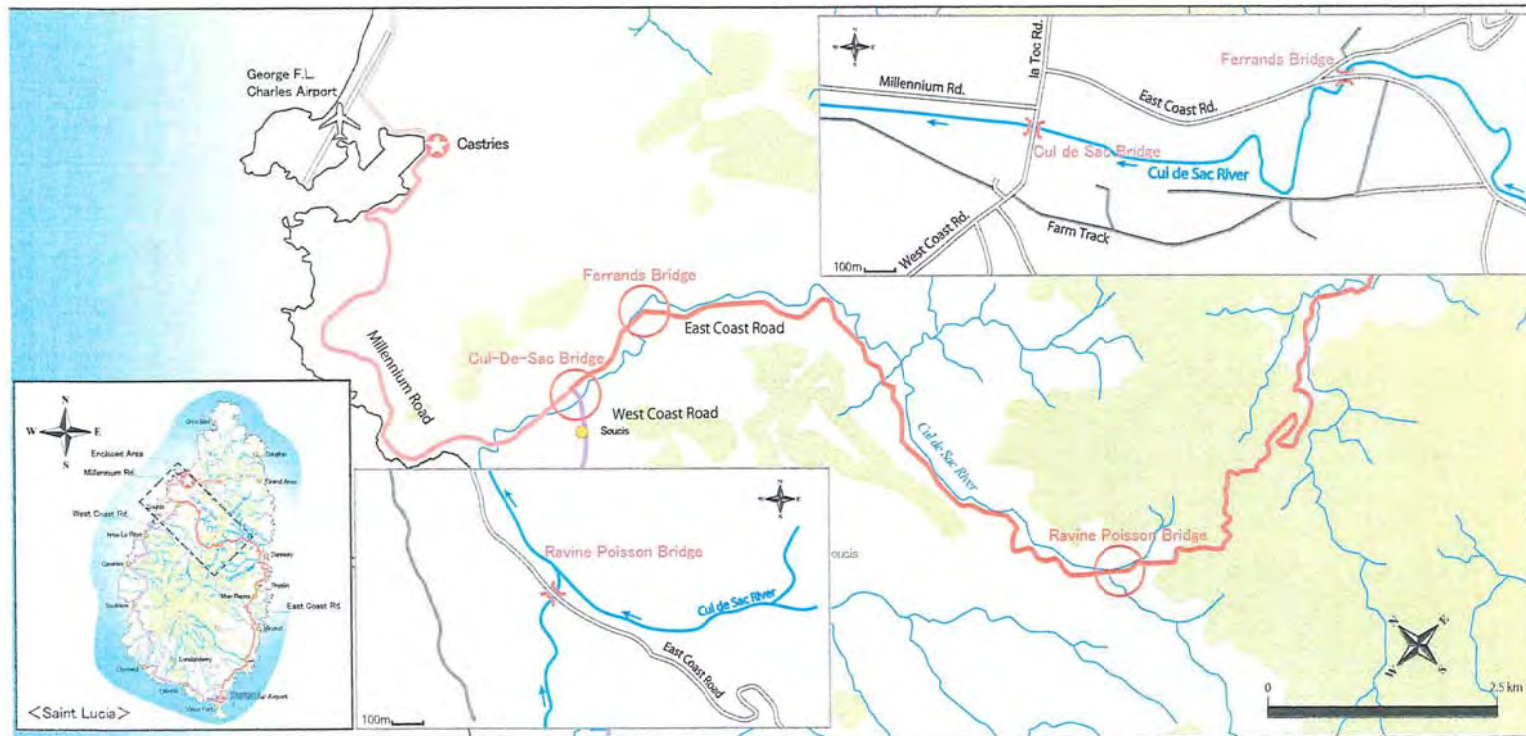 George F.L.
Charles Airport
Castries
Ferrands Bridge
East Coast Road
Cul-De-Sac Bridge
Millennium Road
West Coast Road
Soucis
Cul de Sac River
Ravine Poisson Bridge
oucis
N
E
W
S
0
2.5 km
N
W
E
S
Millennium Rd.
la Toc Rd.
East Coast Rd.
Ferrands Bridge
Cul de Sac Bridge
Cul de Sac River
West Coast Rd.
Farm Track
100m
Ravine Poisson Bridge
Cul de Sac River
East Coast Road
100m
N
W
E
S
Enclosed Area
Millennium Rd.
West Coast Rd.
East Coast Rd
Dennery
Micoud
<Saint Lucia>